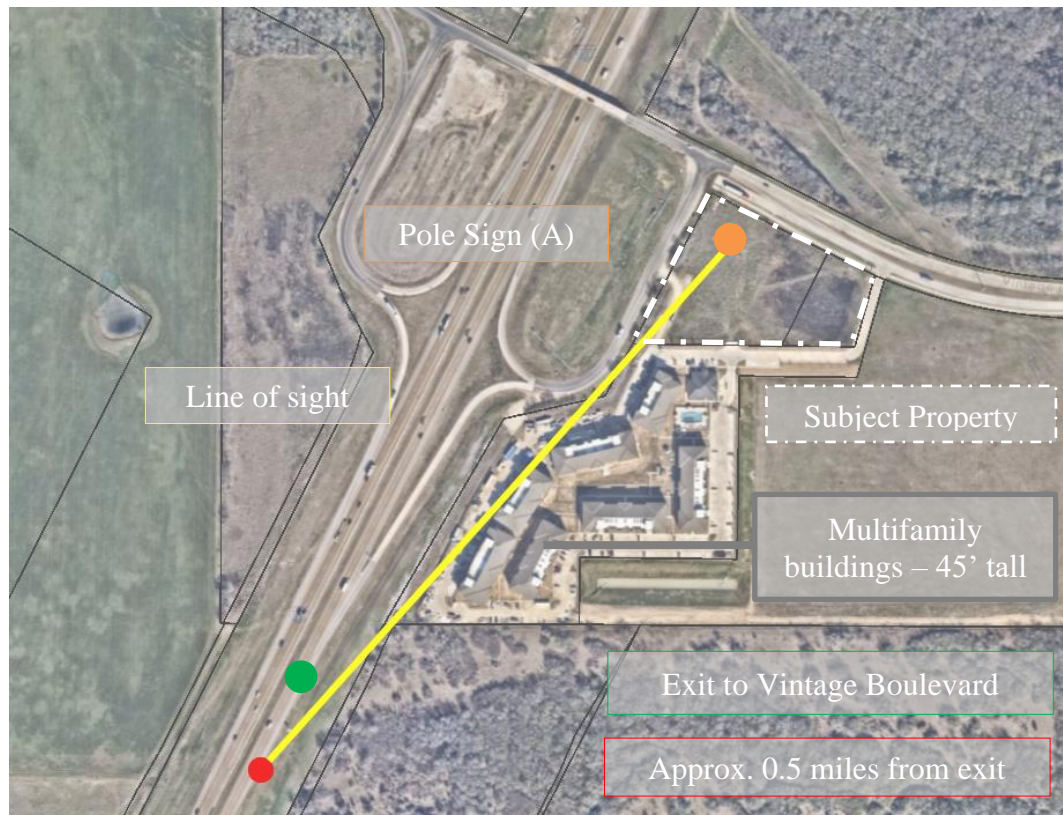 Pole Sign (A)
Line of sight
Subject Property
Multifamily
buildings – 45’ tall
Exit to Vintage Boulevard
Approx. 0.5 miles from exit